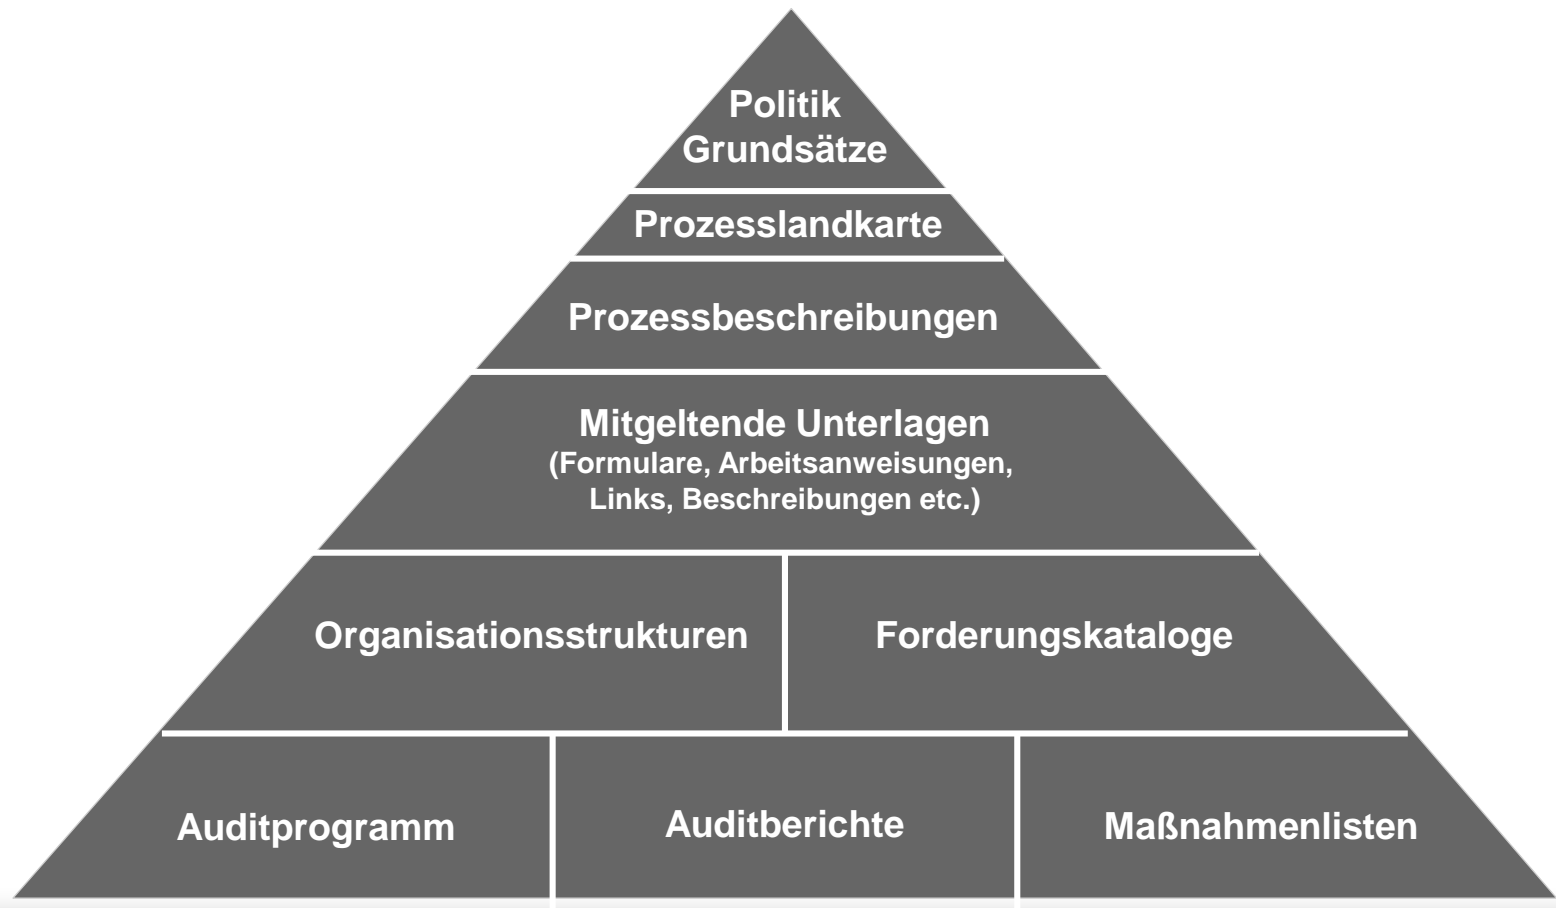 Politik
Grundsätze
Prozesslandkarte
Prozessbeschreibungen
Mitgeltende Unterlagen
(Formulare, Arbeitsanweisungen,
Links, Beschreibungen etc.)
Organisationsstrukturen
Forderungskataloge
Auditprogramm
Auditberichte
Maßnahmenlisten